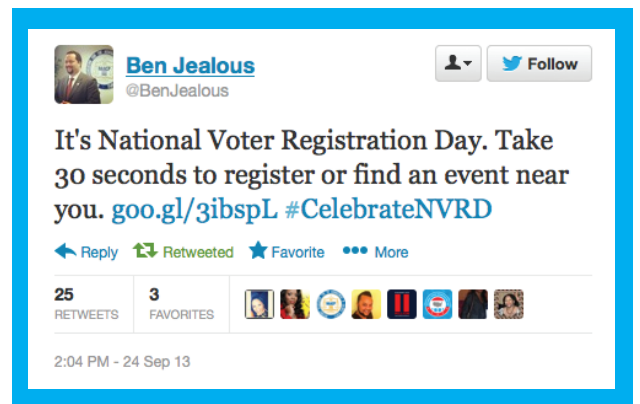 Ben Jealous
@BenJealous
Follow
It's National Voter Registration Day. Take
30 seconds to register or find an event near
you. goo.gl/3ibspL #CelebrateNVRD
Reply Retweeted Favorite More
25 3
RETWEETS FAVORITES
2:04 PM - 24 Sep 13